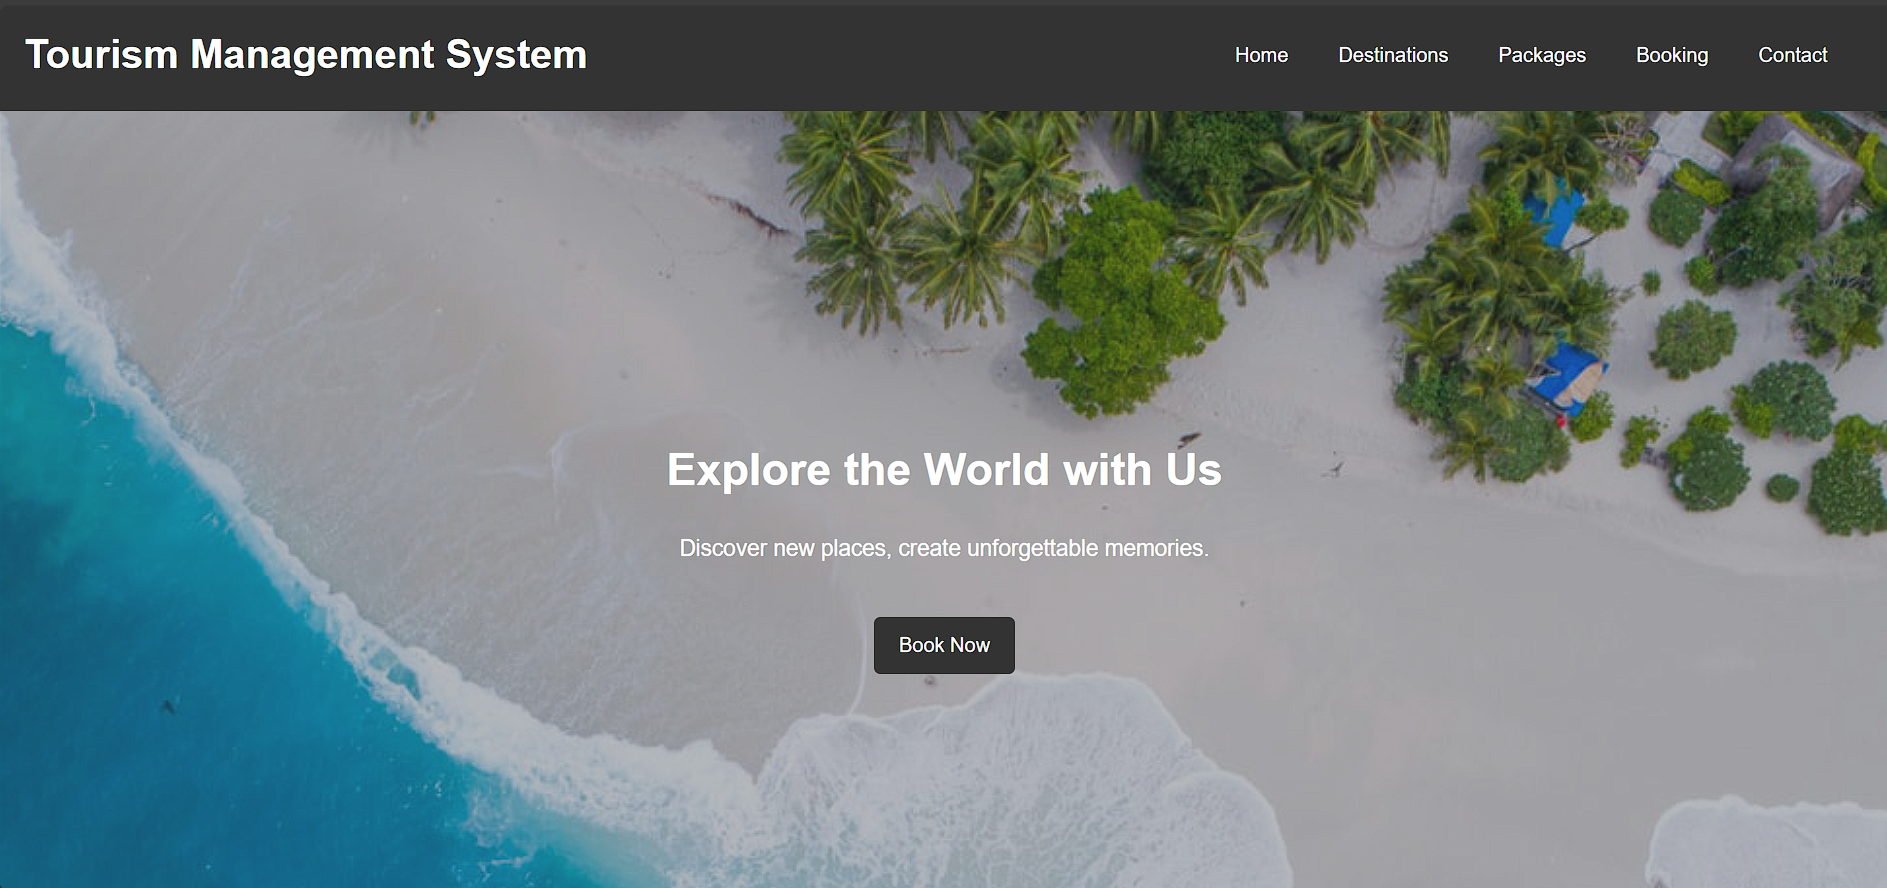 Tourism Management System
Home Destinations Packages Booking Contact
Explore the World with Us
Discover new places, create unforgettable memories.
Book Now